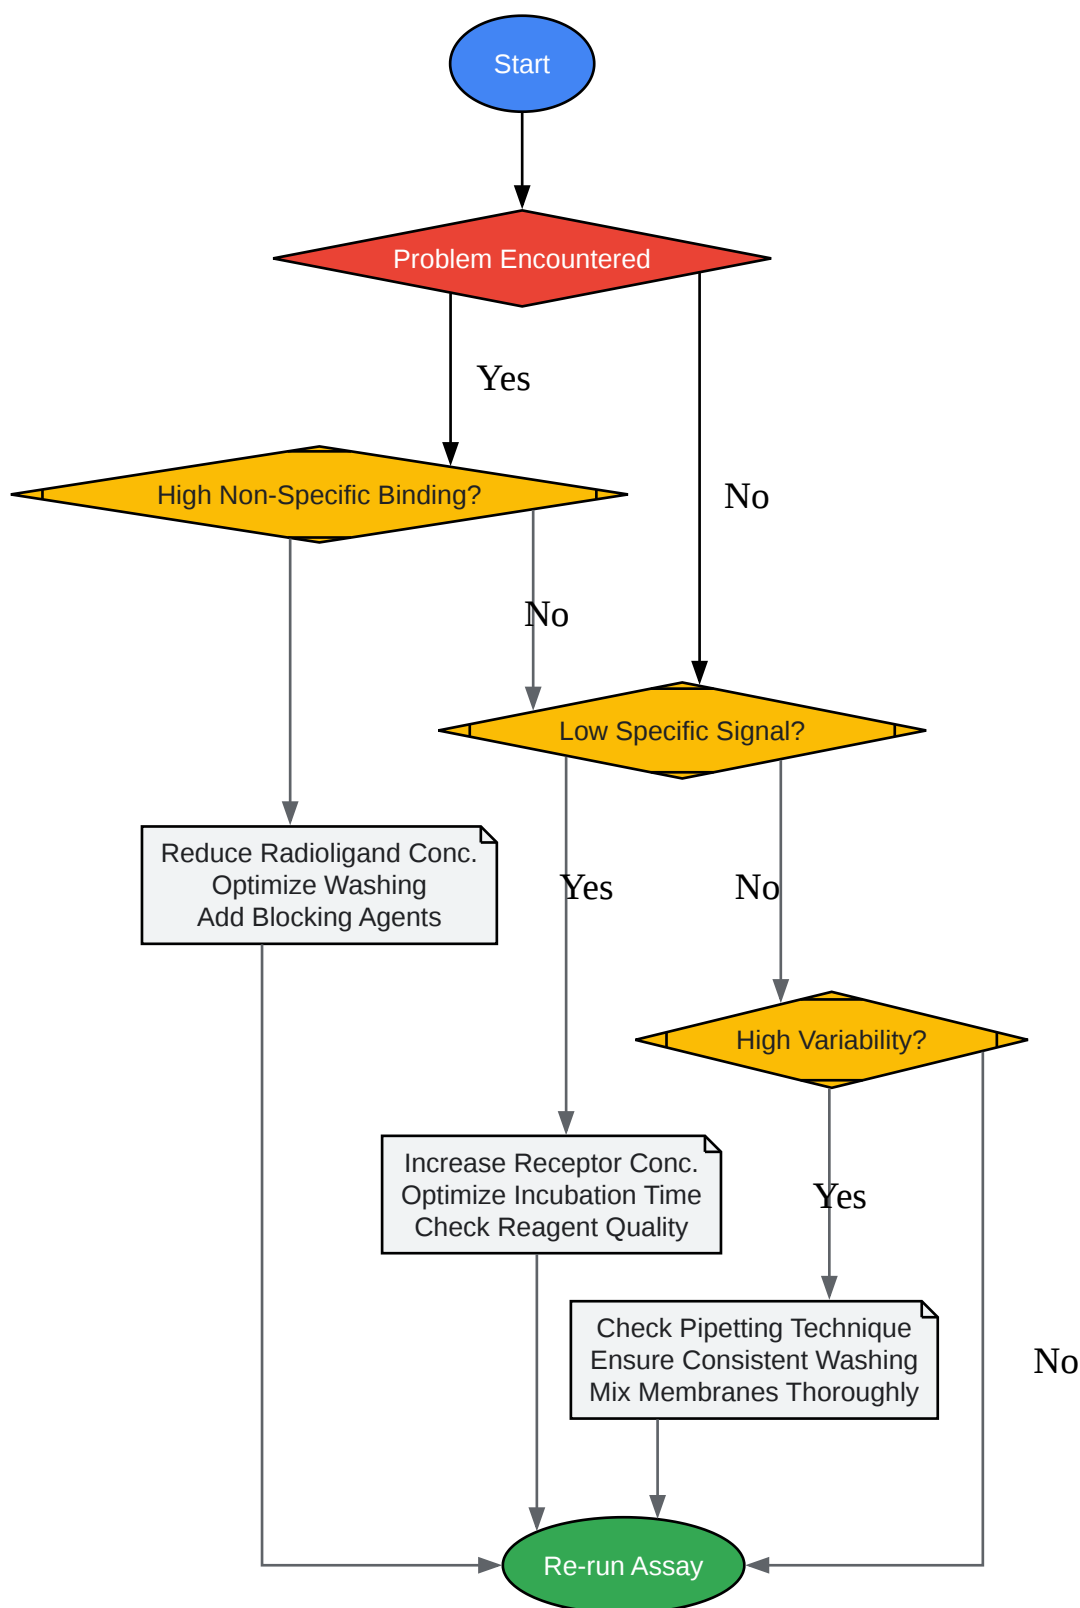 Start
Problem Encountered
Yes
High Non-Specific Binding?
No
No
Low Specific Signal?
Reduce Radioligand Conc.
Optimize Washing
Add Blocking Agents
Yes
No
High Variability?
Increase Receptor Conc.
Optimize Incubation Time
Check Reagent Quality
Yes
Check Pipetting Technique
Ensure Consistent Washing
Mix Membranes Thoroughly
No
Re-run Assay